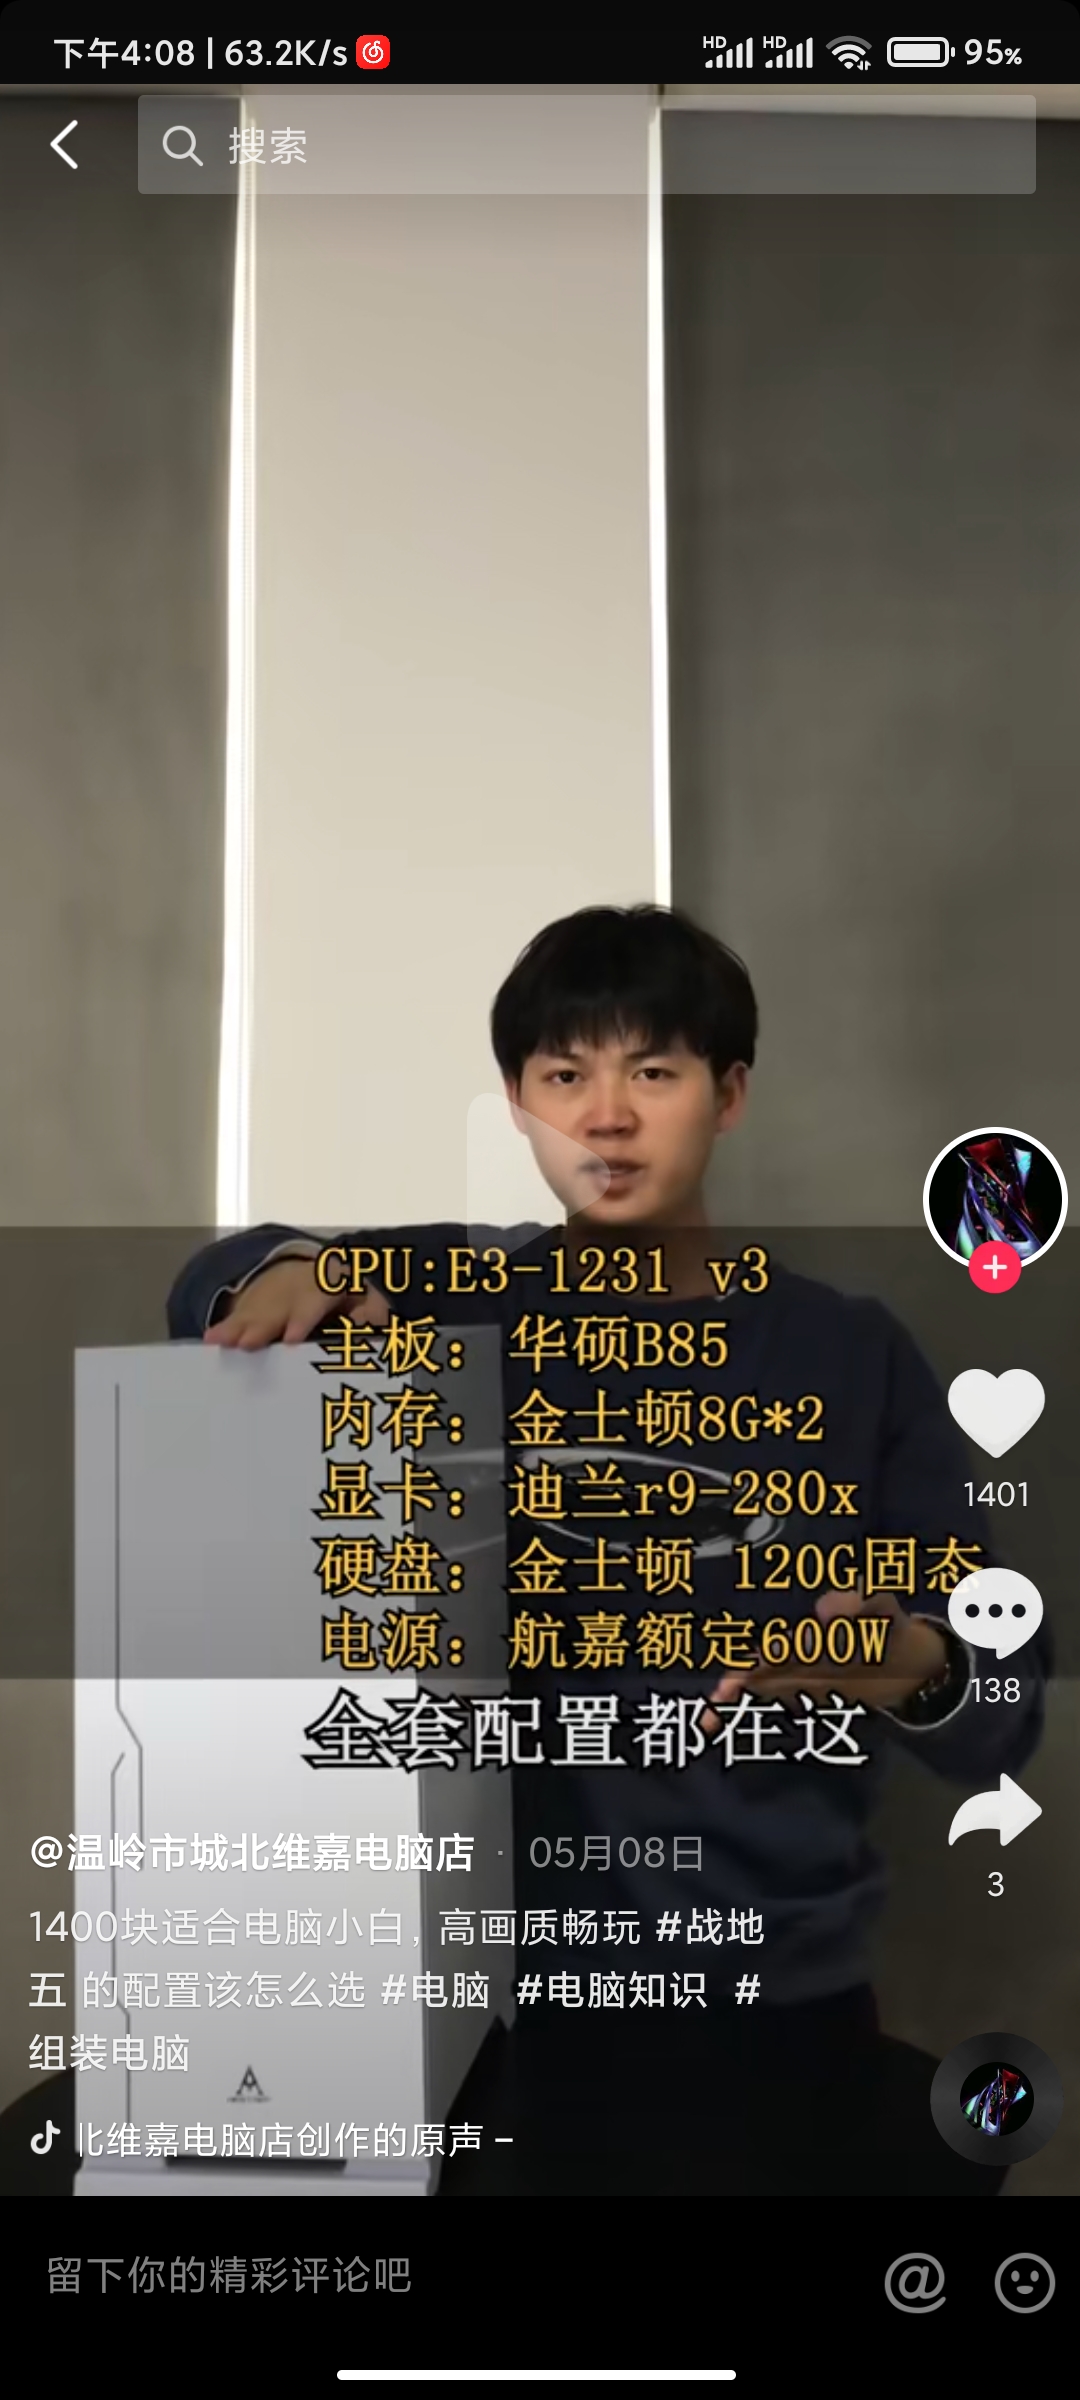 下午4:08 | 63.2K/s
HD HD 95%
搜索
CPU:E3-1231 v3
主板：华硕B85
内存：金士顿8G*2
显卡：迪兰r9-280x
硬盘：金士顿 120G固态
电源：航嘉额定600W
全套配置都在这
1401
138
3
@温岭市城北维嘉电脑店 · 05月08日
1400块适合电脑小白，高画质畅玩 #战地
五 的配置该怎么选 #电脑 #电脑知识 #
组装电脑
北维嘉电脑店创作的原声 –
留下你的精彩评论吧